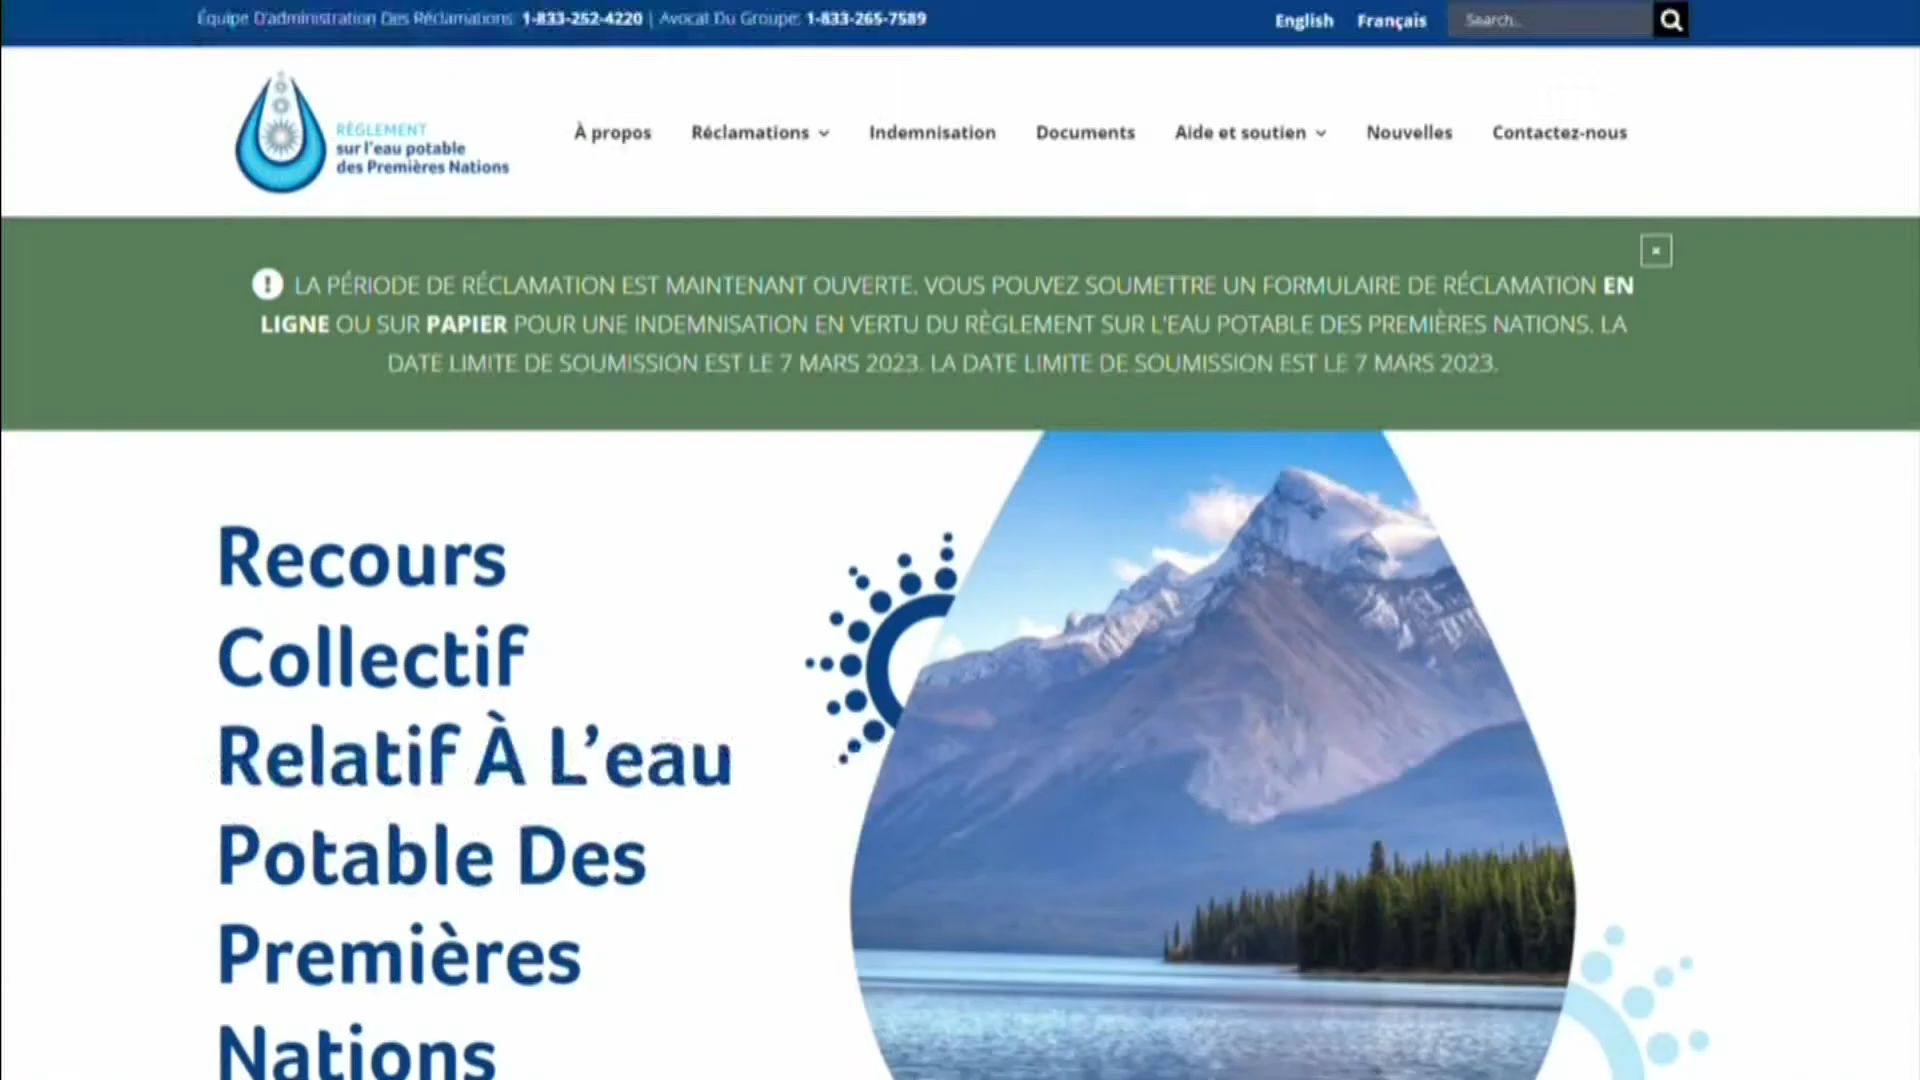 Équipe D'administration Des Réclamations: 1-833-252-4220 | Avocat Du Groupe: 1-833-265-7589
English Français Search...
RÈGLEMENT
sur l'eau potable
des Premières Nations
À propos Réclamations Indemnisation Documents Aide et soutien Nouvelles Contactez-nous
LA PÉRIODE DE RÉCLAMATION EST MAINTENANT OUVERTE. VOUS POUVEZ SOUMETTRE UN FORMULAIRE DE RÉCLAMATION EN
LIGNE OU SUR PAPIER POUR UNE INDEMNISATION EN VERTU DU RÈGLEMENT SUR L'EAU POTABLE DES PREMIÈRES NATIONS. LA
DATE LIMITE DE SOUMISSION EST LE 7 MARS 2023. LA DATE LIMITE DE SOUMISSION EST LE 7 MARS 2023.
Recours
Collectif
Relatif À L'eau
Potable Des
Premières
Nations